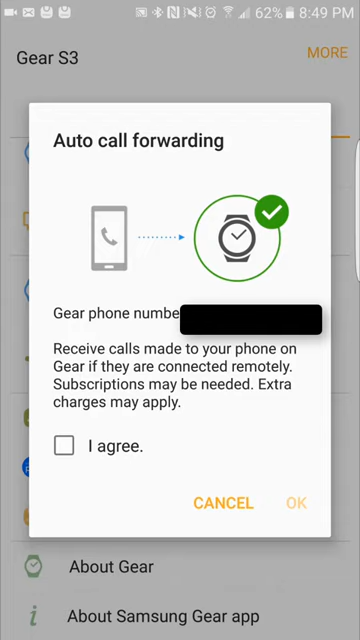 62% 8:49 PM
Gear S3
MORE
Auto call forwarding
Gear phone numbe
Receive calls made to your phone on
Gear if they are connected remotely.
Subscriptions may be needed. Extra
charges may apply.
I agree.
CANCEL
OK
About Gear
i About Samsung Gear app